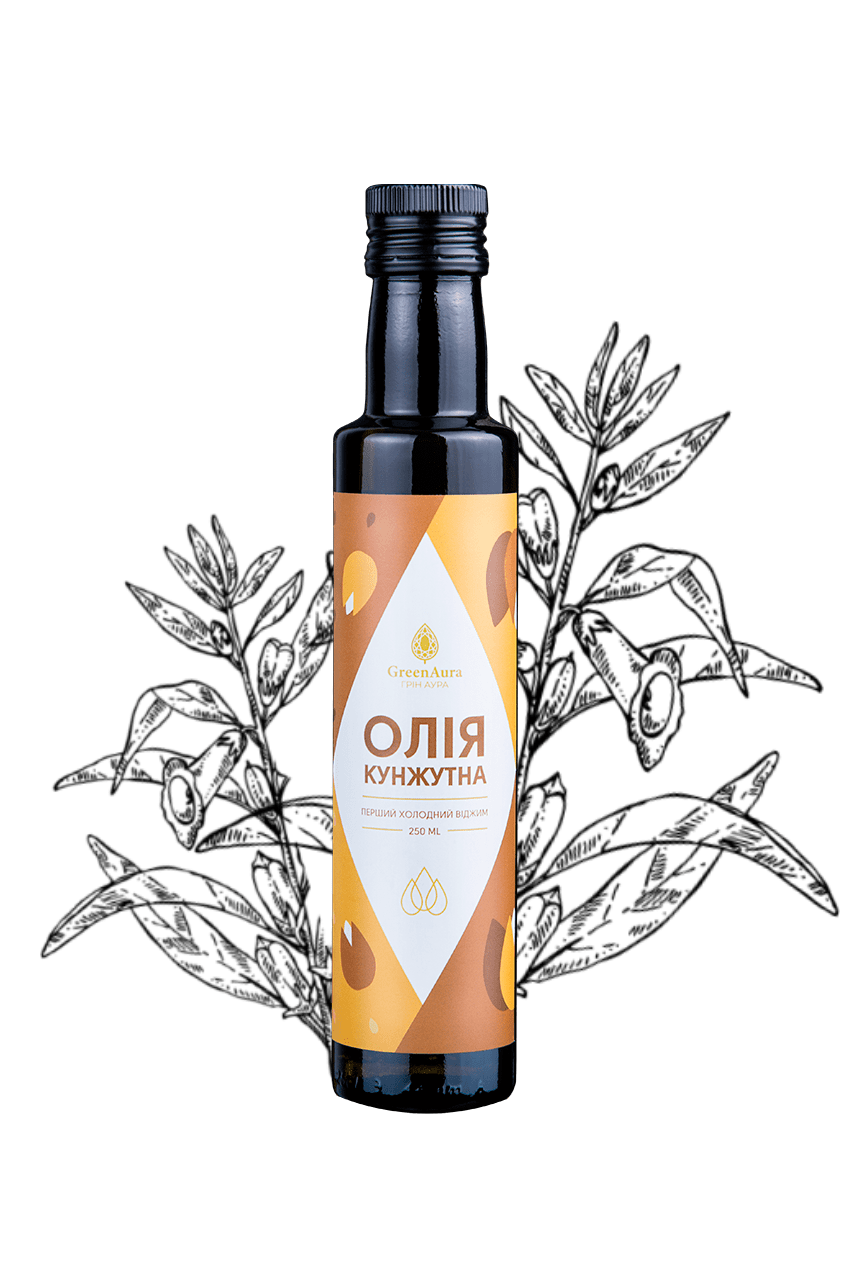 GreenAura
ГРІН АУРА
ОЛІЯ
КУНЖУТНА
ПЕРШИЙ ХОЛОДНИЙ ВІДЖИМ
250 ML